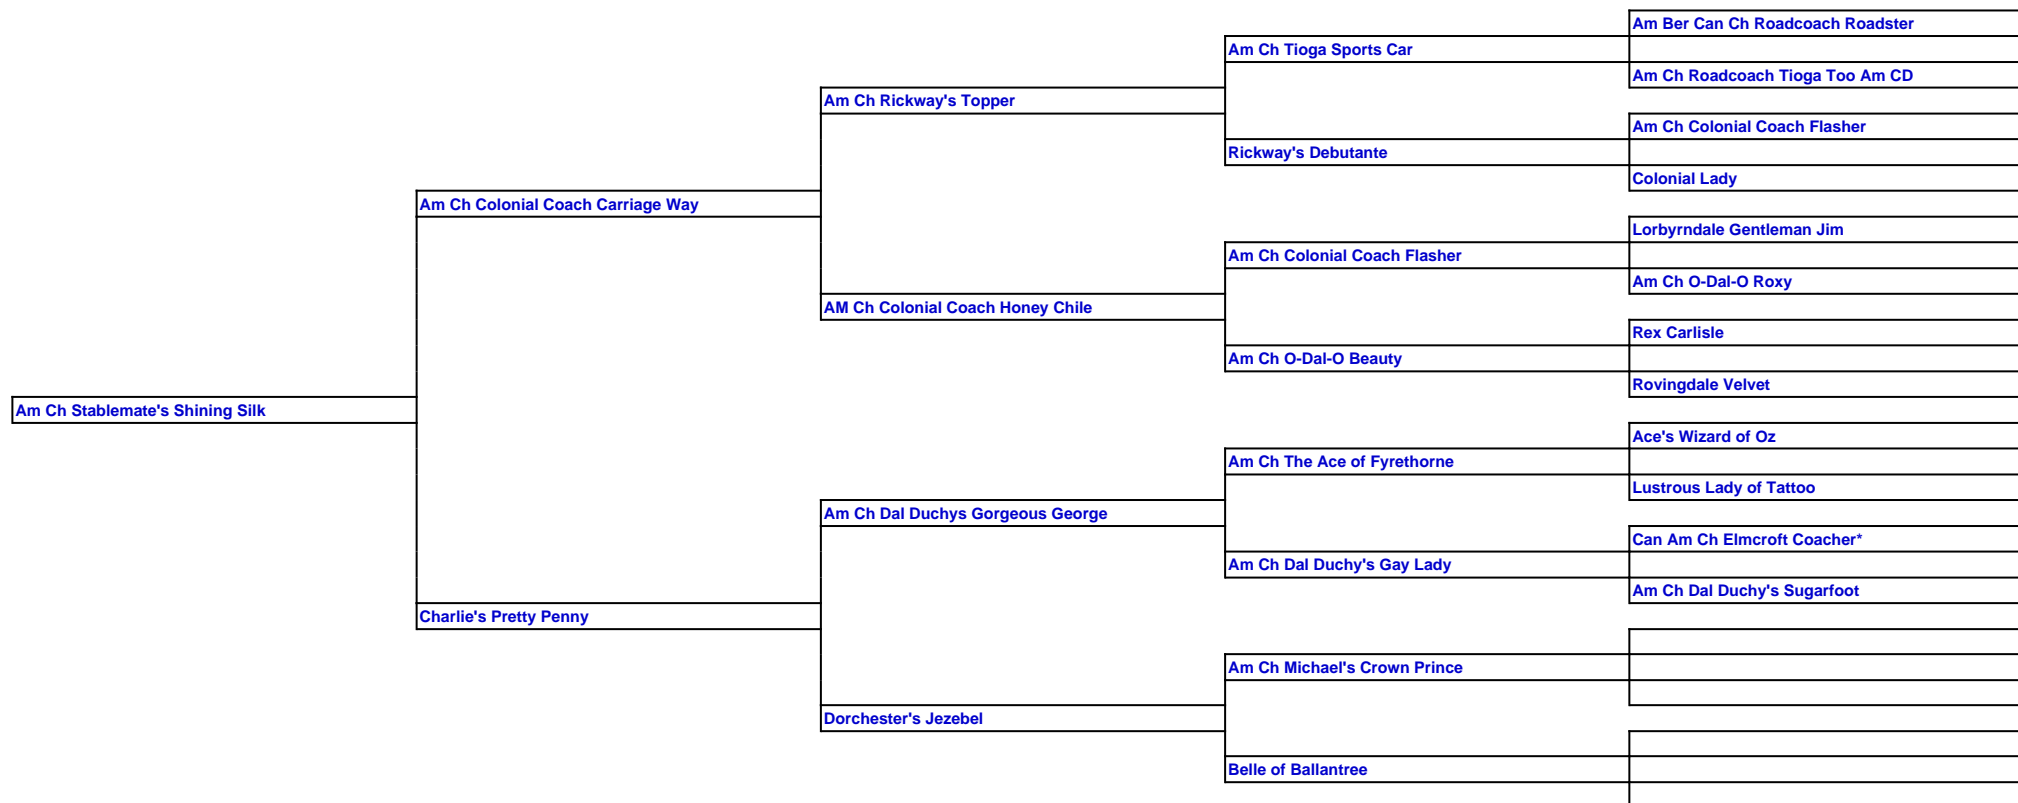 Am Ber Can Ch Roadcoach Roadster
Am Ch Tioga Sports Car
Am Ch Roadcoach Tioga Too Am CD
Am Ch Rickway's Topper
Am Ch Colonial Coach Flasher
Rickway's Debutante
Colonial Lady
Am Ch Colonial Coach Carriage Way
Lorbyrndale Gentleman Jim
Am Ch Colonial Coach Flasher
Am Ch O-Dal-O Roxy
AM Ch Colonial Coach Honey Chile
Rex Carlisle
Am Ch O-Dal-O Beauty
Rovingdale Velvet
Am Ch Stablemate's Shining Silk
Ace's Wizard of Oz
Am Ch The Ace of Fyrethorne
Lustrous Lady of Tattoo
Am Ch Dal Duchys Gorgeous George
Can Am Ch Elmcroft Coacher*
Am Ch Dal Duchy's Gay Lady
Am Ch Dal Duchy's Sugarfoot
Charlie's Pretty Penny
Am Ch Michael's Crown Prince
Dorchester's Jezebel
Belle of Ballantree